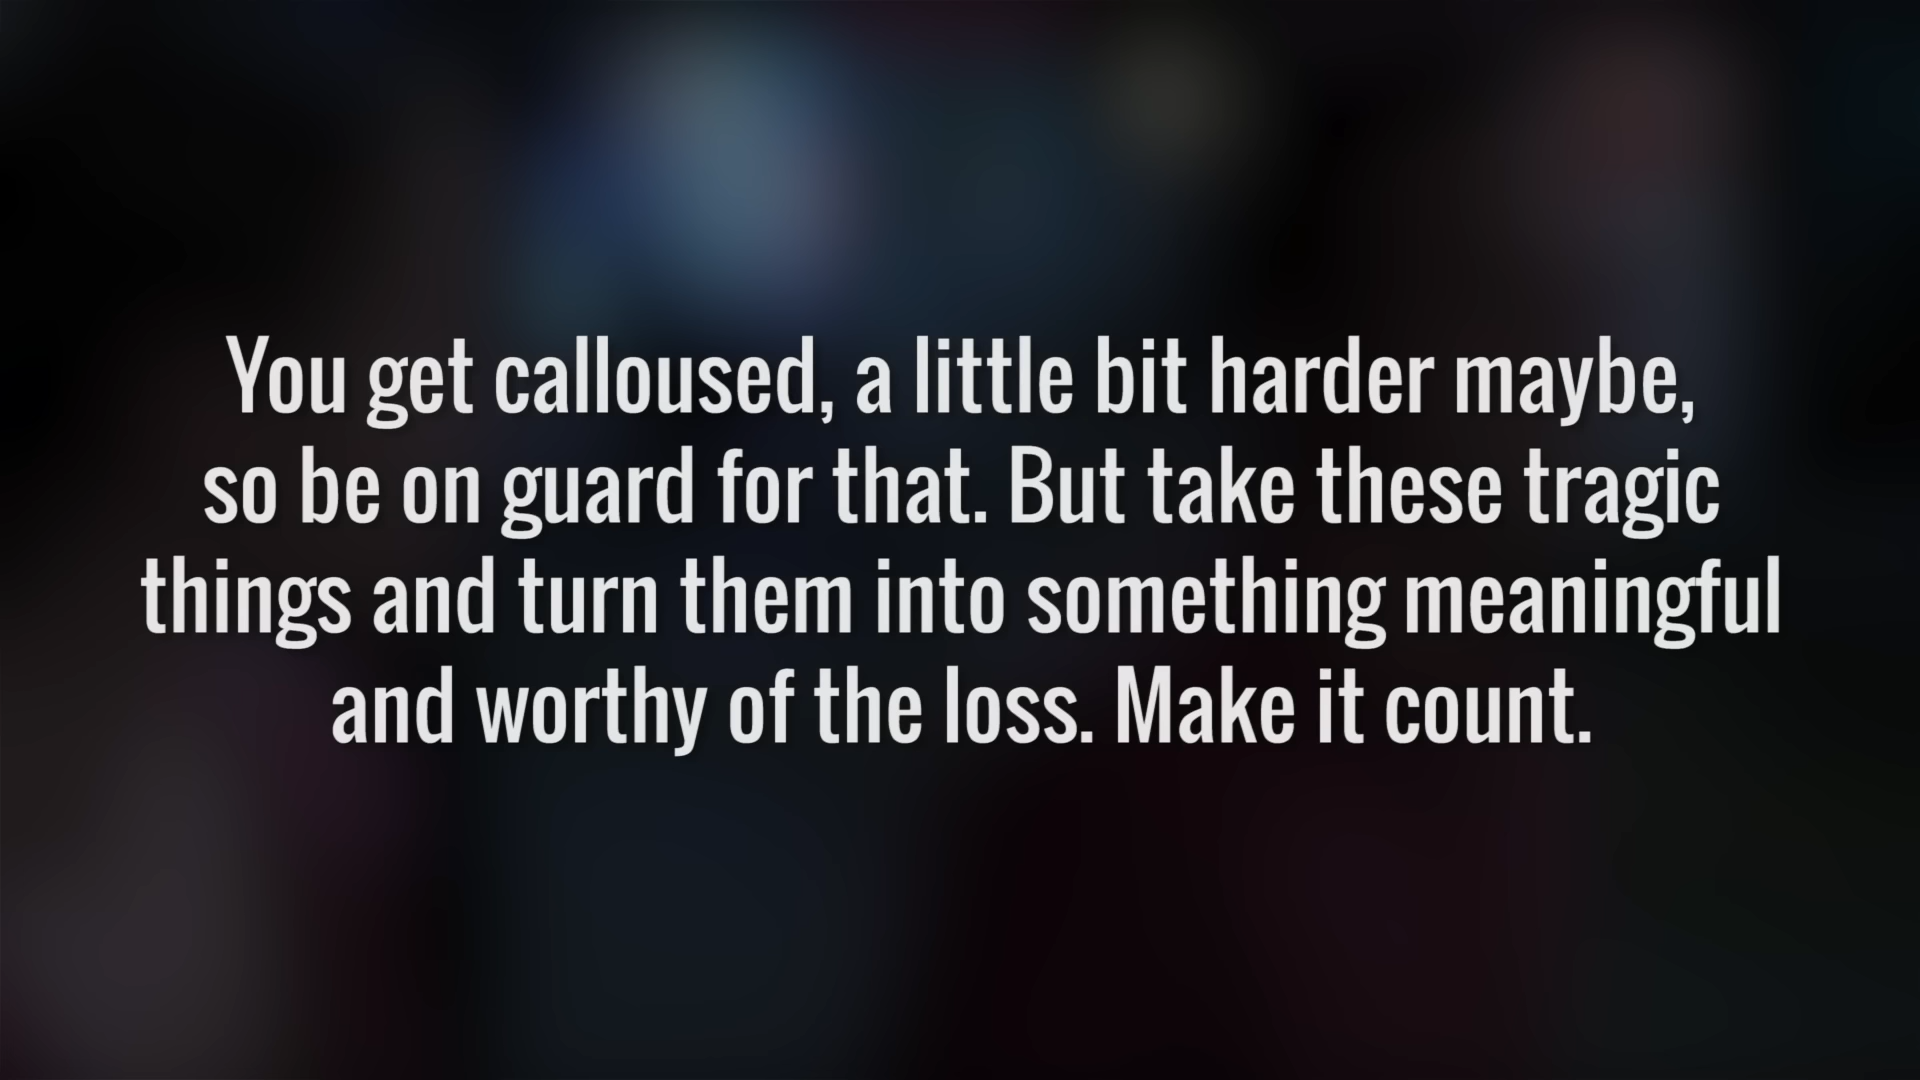 You get calloused, a little bit harder maybe,
so be on guard for that. But take these tragic
things and turn them into something meaningful
and worthy of the loss. Make it count.